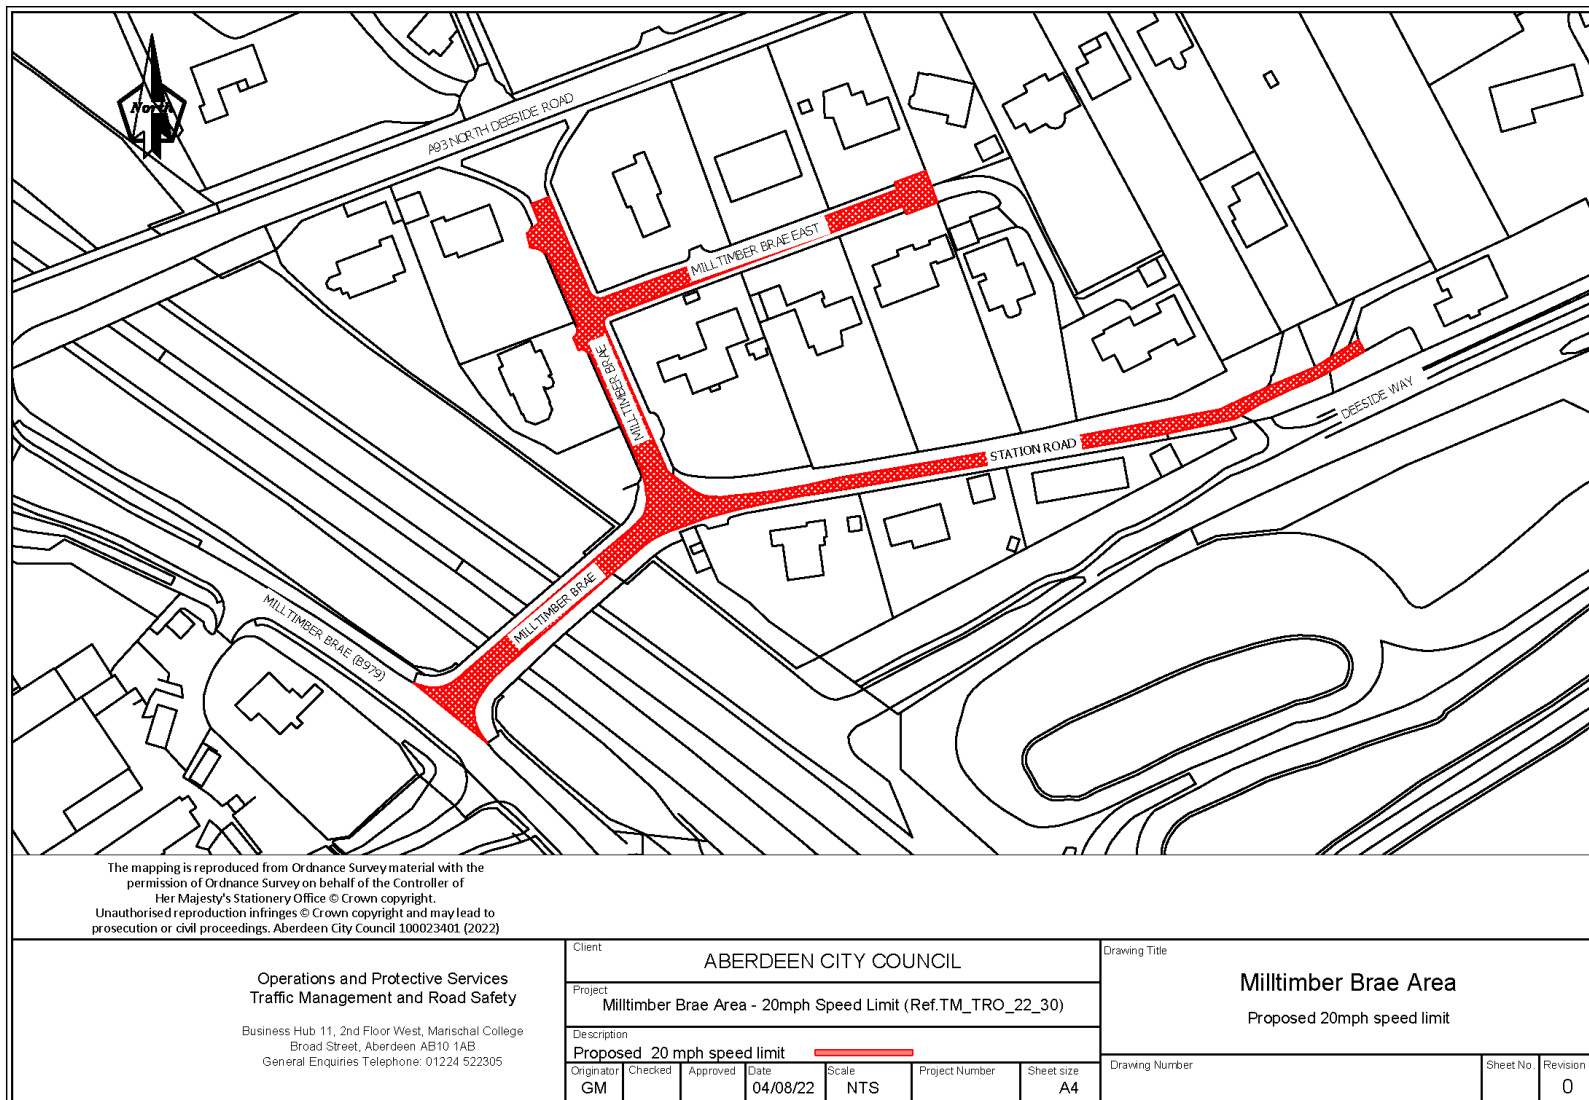 North
A93 NORTH DEESIDE ROAD
MILLTIMBER BRAE EAST
MILLTIMBER BRAE
STATION ROAD
DEESIDE WAY
MILLTIMBER BRAE
MILLTIMBER BRAE (B979)
The mapping is reproduced from Ordnance Survey material with the
permission of Ordnance Survey on behalf of the Controller of
Her Majesty's Stationery Office © Crown copyright.
Unauthorised reproduction infringes © Crown copyright and may lead to
prosecution or civil proceedings. Aberdeen City Council 100023401 (2022)
Operations and Protective Services
Traffic Management and Road Safety
Business Hub 11, 2nd Floor West, Marischal College
Broad Street, Aberdeen AB10 1AB
General Enquiries Telephone: 01224 522305
Client
ABERDEEN CITY COUNCIL
Project
Milltimber Brae Area - 20mph Speed Limit (Ref.TM_TRO_22_30)
Description
Proposed 20 mph speed limit
Originator
GM
Checked
Approved
Date
04/08/22
Scale
NTS
Project Number
Sheet size
A4
Drawing Title
Milltimber Brae Area
Proposed 20mph speed limit
Drawing Number
Sheet No.
Revision
0